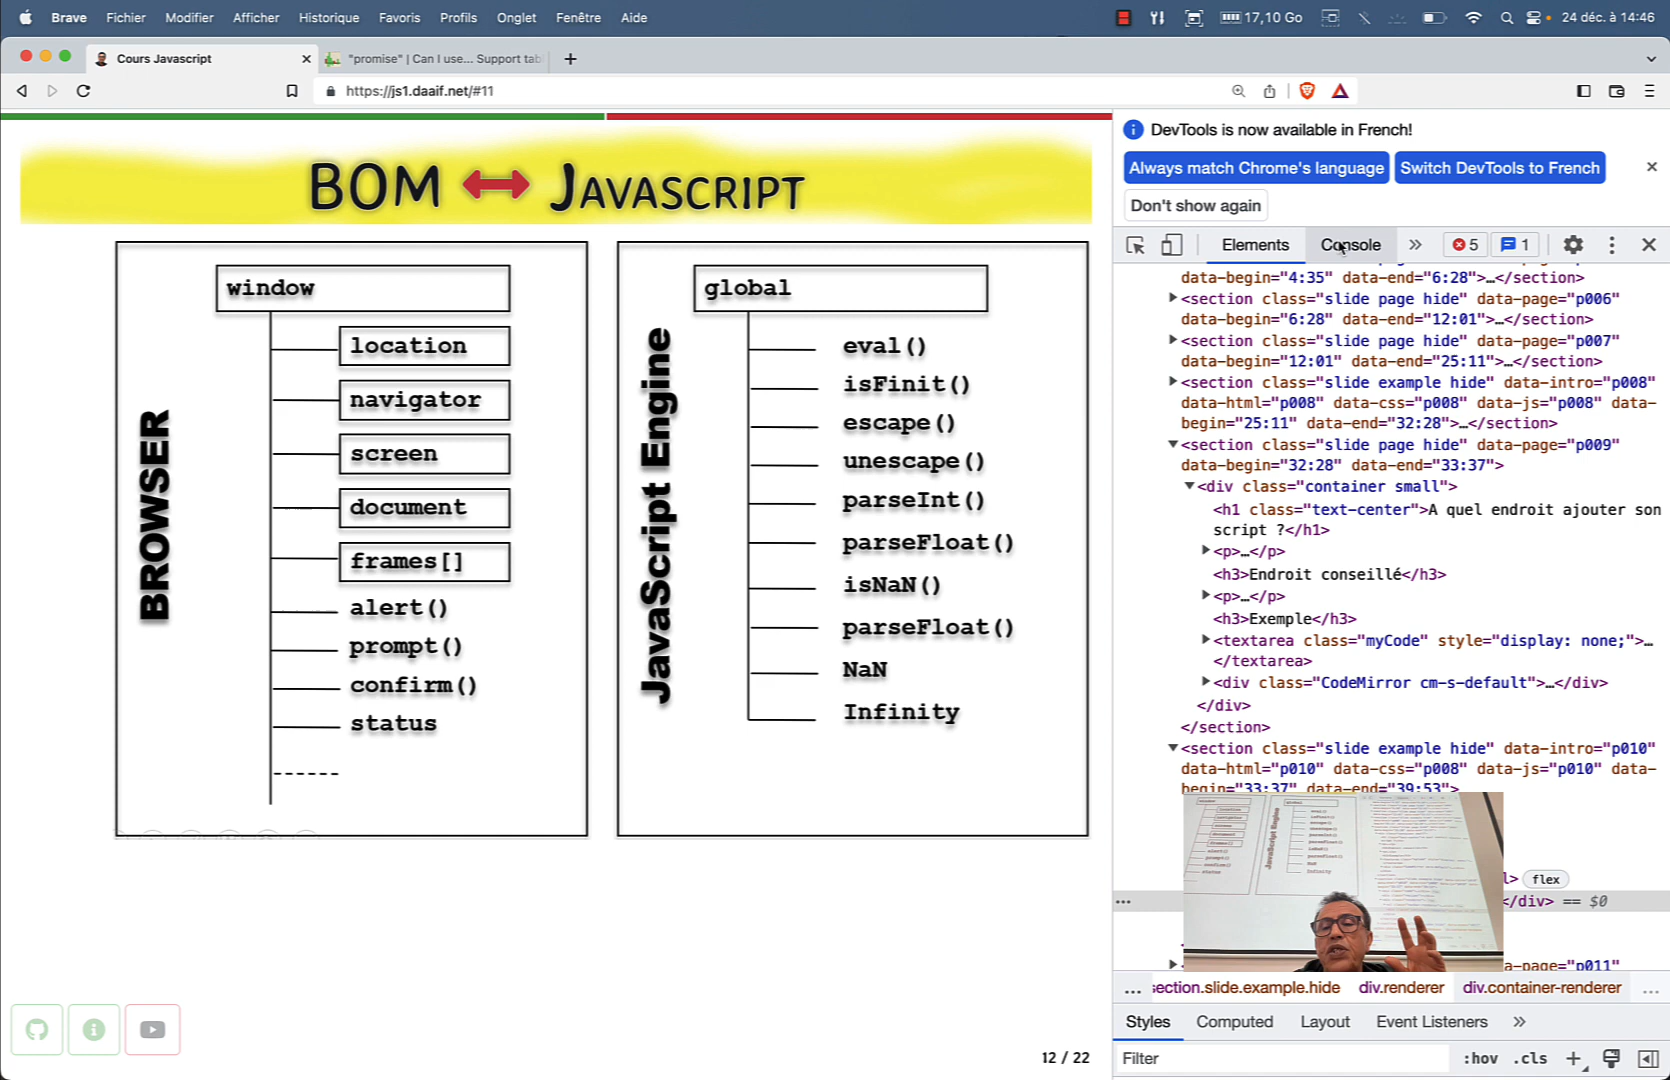 Brave Fichier Modifier Afficher Historique Favoris Profils Onglet Fenêtre Aide 17,10 Go 24 déc. à 14:46
Cours Javascript "promise" | Can I use... Support tab
https://js1.daaif.net/#11
BOM JAVASCRIPT
BROWSER
window
location
navigator
screen
document
frames[]
alert()
prompt()
confirm()
status
JavaScript Engine
global
eval()
isFinit()
escape()
unescape()
parseInt()
parseFloat()
isNaN()
parseFloat()
NaN
Infinity
12 / 22
DevTools is now available in French!
Always match Chrome's language Switch DevTools to French
Don't show again
Elements Console 5 1
data-begin="4:35" data-end="6:28">…</section>
<section class="slide page hide" data-page="p006"
data-begin="6:28" data-end="12:01">…</section>
<section class="slide page hide" data-page="p007"
data-begin="12:01" data-end="25:11">…</section>
<section class="slide example hide" data-intro="p008"
data-html="p008" data-css="p008" data-js="p008" data-
begin="25:11" data-end="32:28">…</section>
<section class="slide page hide" data-page="p009"
data-begin="32:28" data-end="33:37">
<div class="container small">
<h1 class="text-center">A quel endroit ajouter son
script ?</h1>
<p>…</p>
<h3>Endroit conseillé</h3>
<p>…</p>
<h3>Exemple</h3>
<textarea class="myCode" style="display: none;">…
</textarea>
<div class="CodeMirror cm-s-default">…</div>
</div>
</section>
<section class="slide example hide" data-intro="p010"
data-html="p010" data-css="p008" data-js="p010" data-
begin="33:37" data-end="39:53">
l> flex
</div> == $0
a-page="p011"
... section.slide.example.hide div.renderer div.container-renderer ...
Styles Computed Layout Event Listeners
Filter :hov .cls